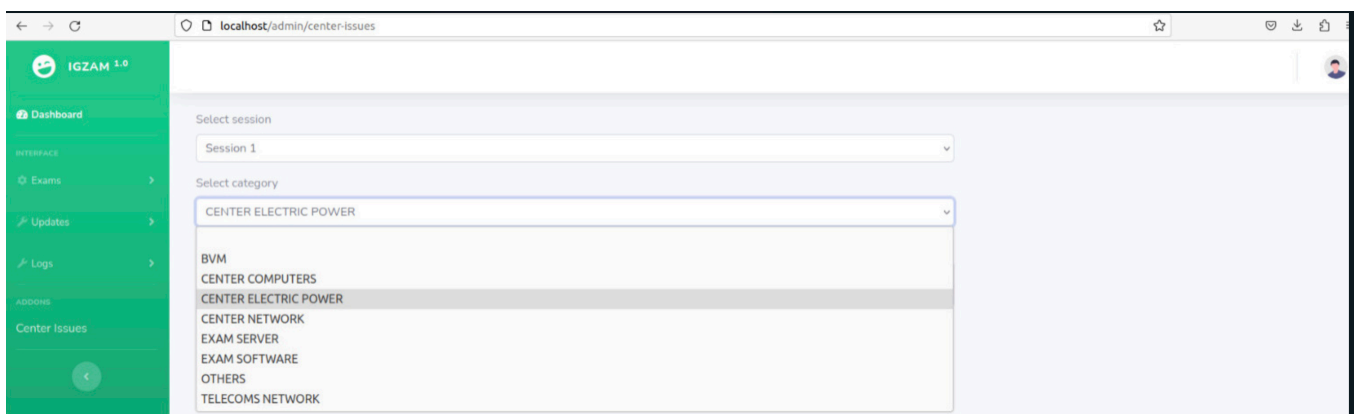 localhost/admin/center-issues
IGZAM 1.0
Dashboard
INTERFACE
Exams
Updates
Logs
ADDONS
Center Issues
Select session
Session 1
Select category
CENTER ELECTRIC POWER
BVM
CENTER COMPUTERS
CENTER ELECTRIC POWER
CENTER NETWORK
EXAM SERVER
EXAM SOFTWARE
OTHERS
TELECOMS NETWORK